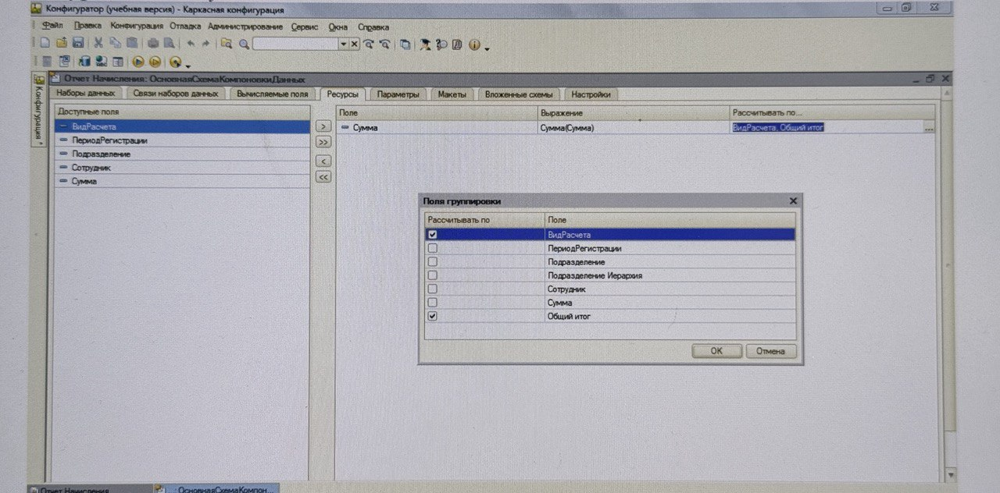 Конфигуратор (учебная версия) - Каркасная конфигурация
Файл Правка Конфигурация Отладка Администрирование Сервис Окна Справка
Отчет Начисления: ОсновнаяСхемаКомпоновкиДанных
Конфигурация *
Наборы данных Связи наборов данных Вычисляемые поля Ресурсы Параметры Макеты Вложенные схемы Настройки
Доступные поля
ВидРасчета
ПериодРегистрации
Подразделение
Сотрудник
Сумма
>
>>
<
<<
Поле Выражение Рассчитывать по...
Сумма Сумма(Сумма) ВидРасчета, Общий итог ...
Поля группировки
Рассчитывать по Поле
ВидРасчета
ПериодРегистрации
Подразделение
Подразделение Иерархия
Сотрудник
Сумма
Общий итог
OK Отмена
Отчет Начисления : ОсновнаяСхемаКомпон...